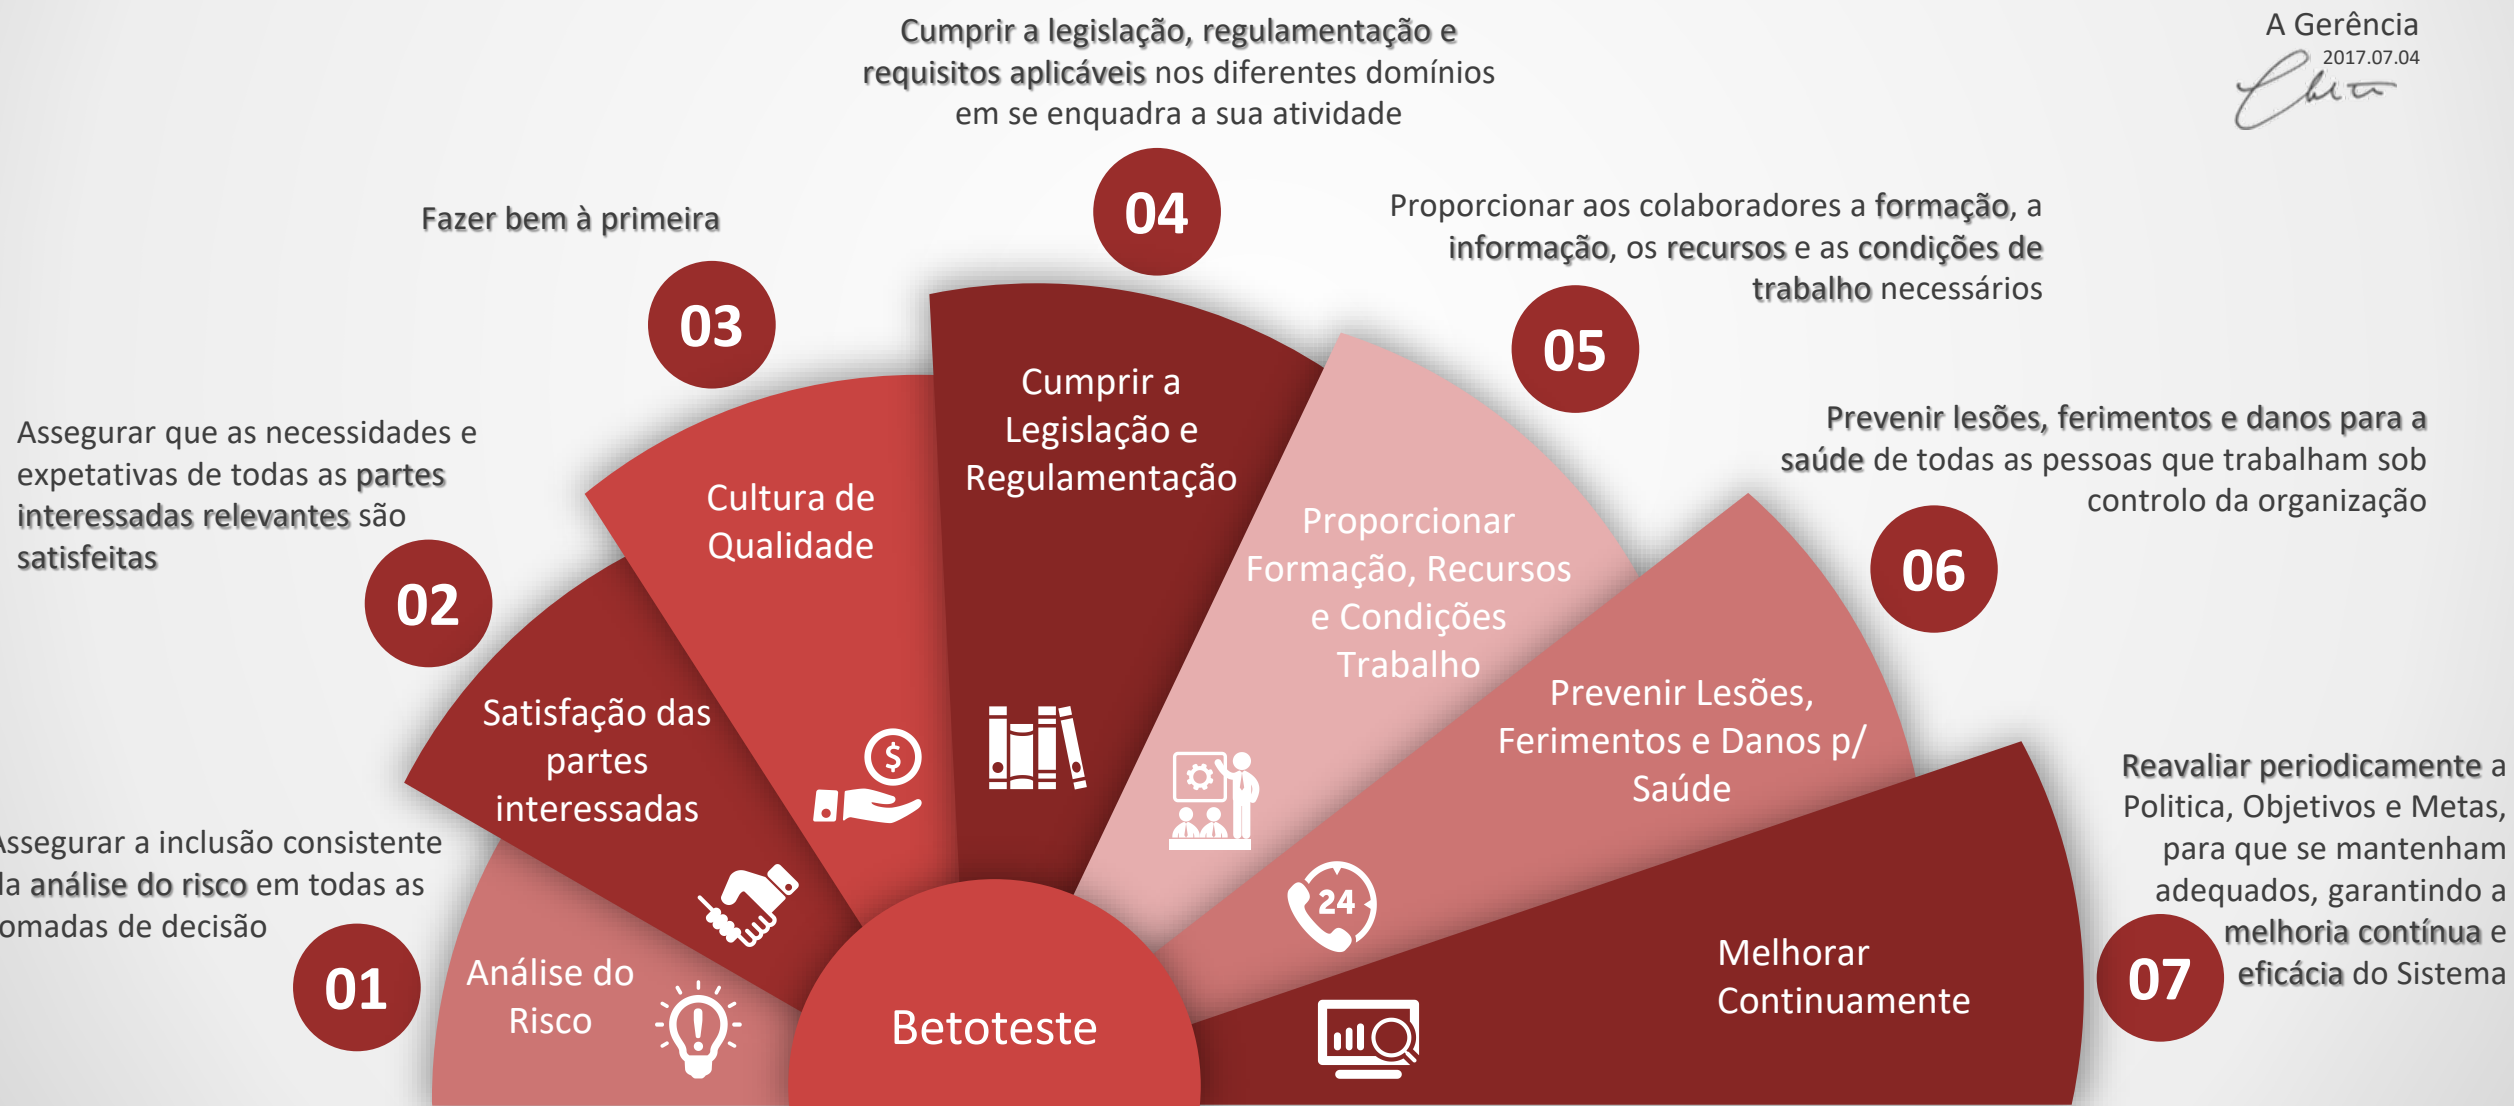 Cumprir a legislação, regulamentação e
requisitos aplicáveis nos diferentes domínios
em se enquadra a sua atividade
A Gerência
2017.07.04
04
Fazer bem à primeira
03
Proporcionar aos colaboradores a formação, a
informação, os recursos e as condições de
trabalho necessários
05
Assegurar que as necessidades e
expetativas de todas as partes
interessadas relevantes são
satisfeitas
02
Prevenir lesões, ferimentos e danos para a
saúde de todas as pessoas que trabalham sob
controlo da organização
06
Assegurar a inclusão consistente
da análise do risco em todas as
tomadas de decisão
01
Reavaliar periodicamente a
Politica, Objetivos e Metas,
para que se mantenham
adequados, garantindo a
melhoria contínua e
eficácia do Sistema
07
Análise do
Risco
Satisfação das
partes
interessadas
Cultura de
Qualidade
$
Cumprir a
Legislação e
Regulamentação
Proporcionar
Formação, Recursos
e Condições
Trabalho
Prevenir Lesões,
Ferimentos e Danos p/
Saúde
24
Melhorar
Continuamente
Betoteste